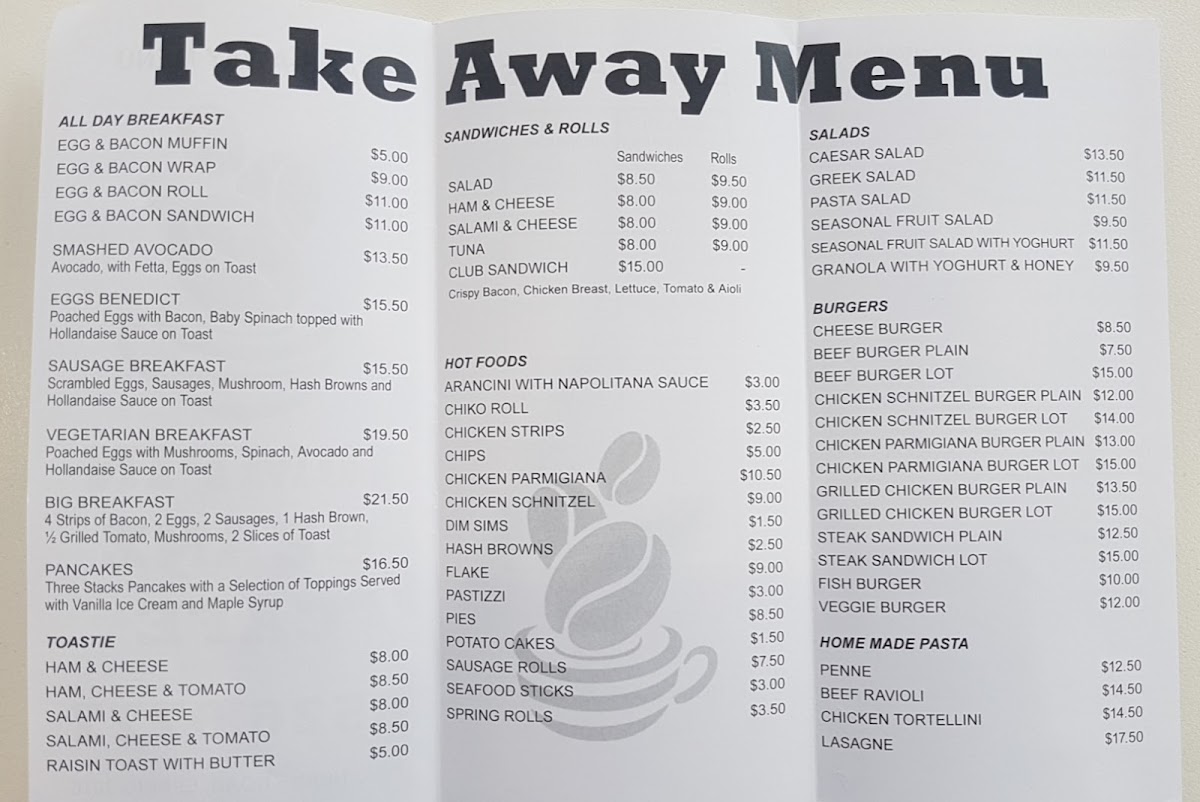 Take Away Menu
ALL DAY BREAKFAST
EGG & BACON MUFFIN $5.00
EGG & BACON WRAP $9.00
EGG & BACON ROLL $11.00
EGG & BACON SANDWICH $11.00
SMASHED AVOCADO $13.50
Avocado, with Fetta, Eggs on Toast
EGGS BENEDICT $15.50
Poached Eggs with Bacon, Baby Spinach topped with
Hollandaise Sauce on Toast
SAUSAGE BREAKFAST $15.50
Scrambled Eggs, Sausages, Mushroom, Hash Browns and
Hollandaise Sauce on Toast
VEGETARIAN BREAKFAST $19.50
Poached Eggs with Mushrooms, Spinach, Avocado and
Hollandaise Sauce on Toast
BIG BREAKFAST $21.50
4 Strips of Bacon, 2 Eggs, 2 Sausages, 1 Hash Brown,
½ Grilled Tomato, Mushrooms, 2 Slices of Toast
PANCAKES $16.50
Three Stacks Pancakes with a Selection of Toppings Served
with Vanilla Ice Cream and Maple Syrup
TOASTIE
HAM & CHEESE $8.00
HAM, CHEESE & TOMATO $8.50
SALAMI & CHEESE $8.00
SALAMI, CHEESE & TOMATO $8.50
RAISIN TOAST WITH BUTTER $5.00
SANDWICHES & ROLLS
Sandwiches Rolls
SALAD $8.50 $9.50
HAM & CHEESE $8.00 $9.00
SALAMI & CHEESE $8.00 $9.00
TUNA $8.00 $9.00
CLUB SANDWICH $15.00 -
Crispy Bacon, Chicken Breast, Lettuce, Tomato & Aioli
HOT FOODS
ARANCINI WITH NAPOLITANA SAUCE $3.00
CHIKO ROLL $3.50
CHICKEN STRIPS $2.50
CHIPS $5.00
CHICKEN PARMIGIANA $10.50
CHICKEN SCHNITZEL $9.00
DIM SIMS $1.50
HASH BROWNS $2.50
FLAKE $9.00
PASTIZZI $3.00
PIES $8.50
POTATO CAKES $1.50
SAUSAGE ROLLS $7.50
SEAFOOD STICKS $3.00
SPRING ROLLS $3.50
SALADS
CAESAR SALAD $13.50
GREEK SALAD $11.50
PASTA SALAD $11.50
SEASONAL FRUIT SALAD $9.50
SEASONAL FRUIT SALAD WITH YOGHURT $11.50
GRANOLA WITH YOGHURT & HONEY $9.50
BURGERS
CHEESE BURGER $8.50
BEEF BURGER PLAIN $7.50
BEEF BURGER LOT $15.00
CHICKEN SCHNITZEL BURGER PLAIN $12.00
CHICKEN SCHNITZEL BURGER LOT $14.00
CHICKEN PARMIGIANA BURGER PLAIN $13.00
CHICKEN PARMIGIANA BURGER LOT $15.00
GRILLED CHICKEN BURGER PLAIN $13.50
GRILLED CHICKEN BURGER LOT $15.00
STEAK SANDWICH PLAIN $12.50
STEAK SANDWICH LOT $15.00
FISH BURGER $10.00
VEGGIE BURGER $12.00
HOME MADE PASTA
PENNE $12.50
BEEF RAVIOLI $14.50
CHICKEN TORTELLINI $14.50
LASAGNE $17.50